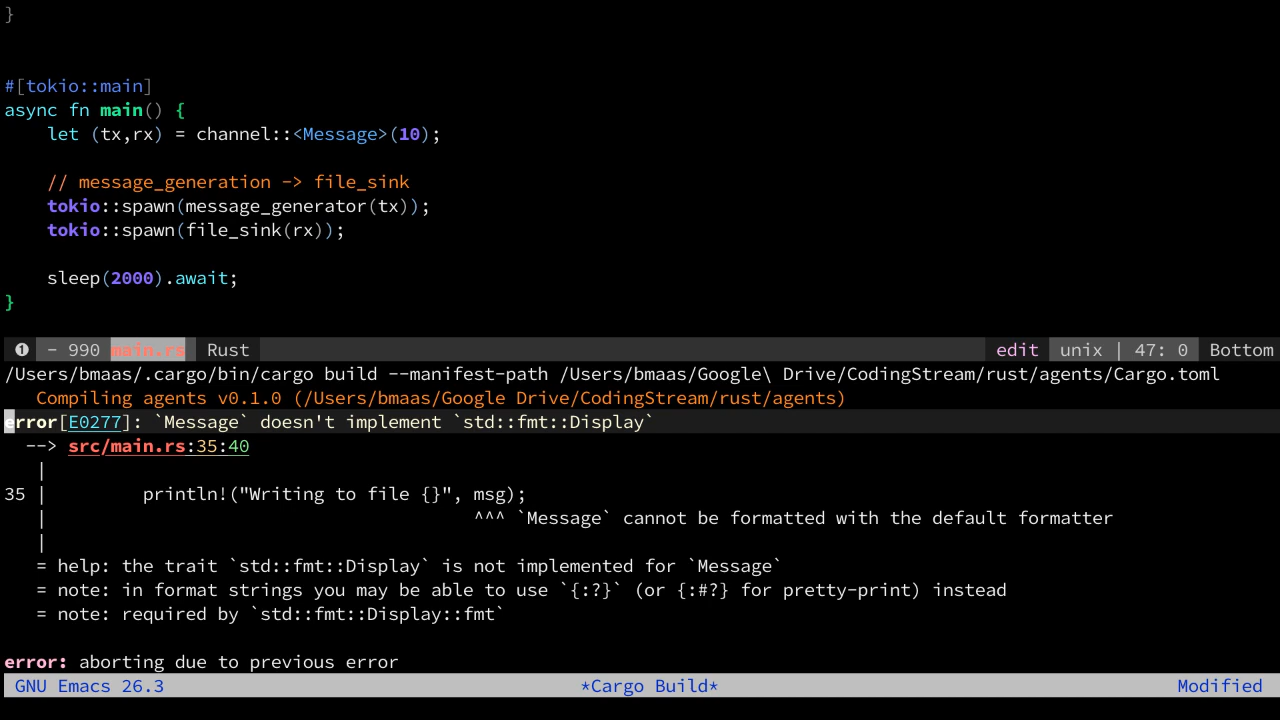 }
#[tokio::main]
async fn main() {
    let (tx,rx) = channel::<Message>(10);
    // message_generation -> file_sink
    tokio::spawn(message_generator(tx));
    tokio::spawn(file_sink(rx));
    sleep(2000).await;
}
❶ - 990 main.rs Rust edit unix | 47: 0 Bottom
/Users/bmaas/.cargo/bin/cargo build --manifest-path /Users/bmaas/Google\ Drive/CodingStream/rust/agents/Cargo.toml
   Compiling agents v0.1.0 (/Users/bmaas/Google Drive/CodingStream/rust/agents)
error[E0277]: `Message` doesn't implement `std::fmt::Display`
  --> src/main.rs:35:40
   |
35 |         println!("Writing to file {}", msg);
   |                                        ^^^ `Message` cannot be formatted with the default formatter
   |
   = help: the trait `std::fmt::Display` is not implemented for `Message`
   = note: in format strings you may be able to use `{:?}` (or {:#?} for pretty-print) instead
   = note: required by `std::fmt::Display::fmt`
error: aborting due to previous error
GNU Emacs 26.3 *Cargo Build* Modified